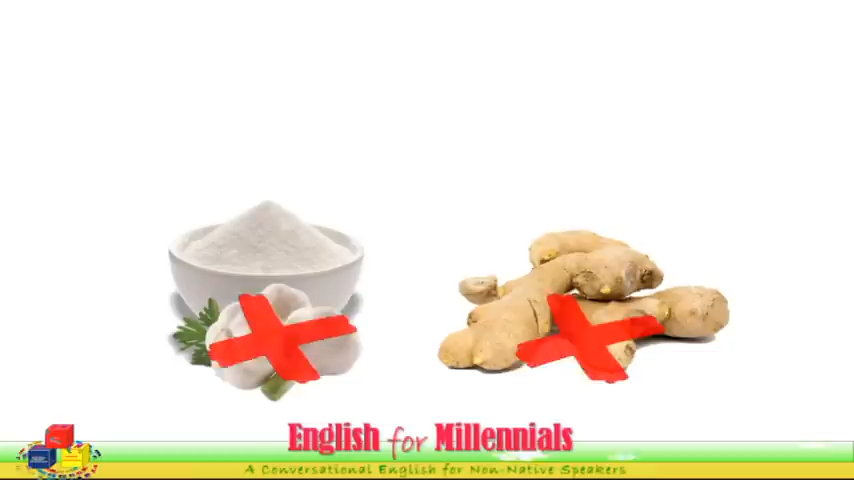 English for Millennials
A Conversational English for Non-Native Speakers